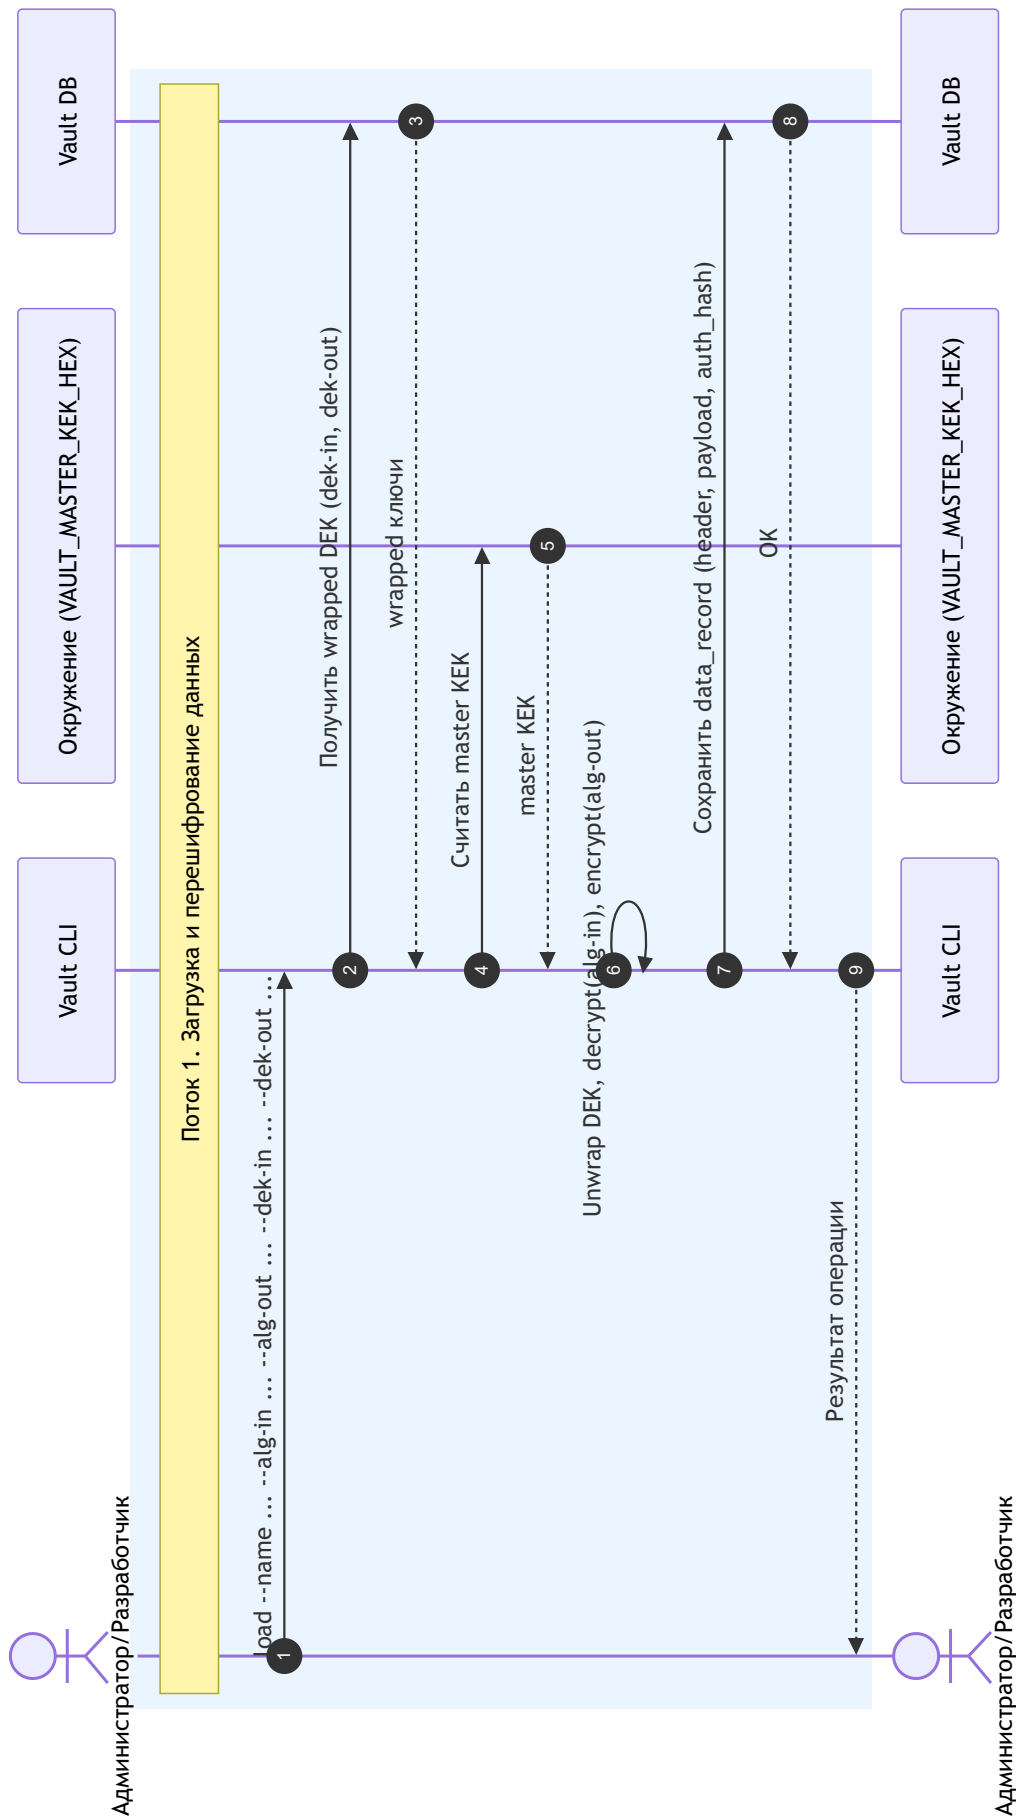 Администратор/Разработчик
Vault CLI
Окружение (VAULT_MASTER_KEK_HEX)
Vault DB
Поток 1. Загрузка и перешифрование данных
load --name ... --alg-in ... --alg-out ... --dek-in ... --dek-out ...
1
Получить wrapped DEK (dek-in, dek-out)
2
wrapped ключи
3
Считать master KEK
4
master KEK
5
Unwrap DEK, decrypt(alg-in), encrypt(alg-out)
6
Сохранить data_record (header, payload, auth_hash)
7
OK
8
Результат операции
9
Администратор/Разработчик
Vault CLI
Окружение (VAULT_MASTER_KEK_HEX)
Vault DB